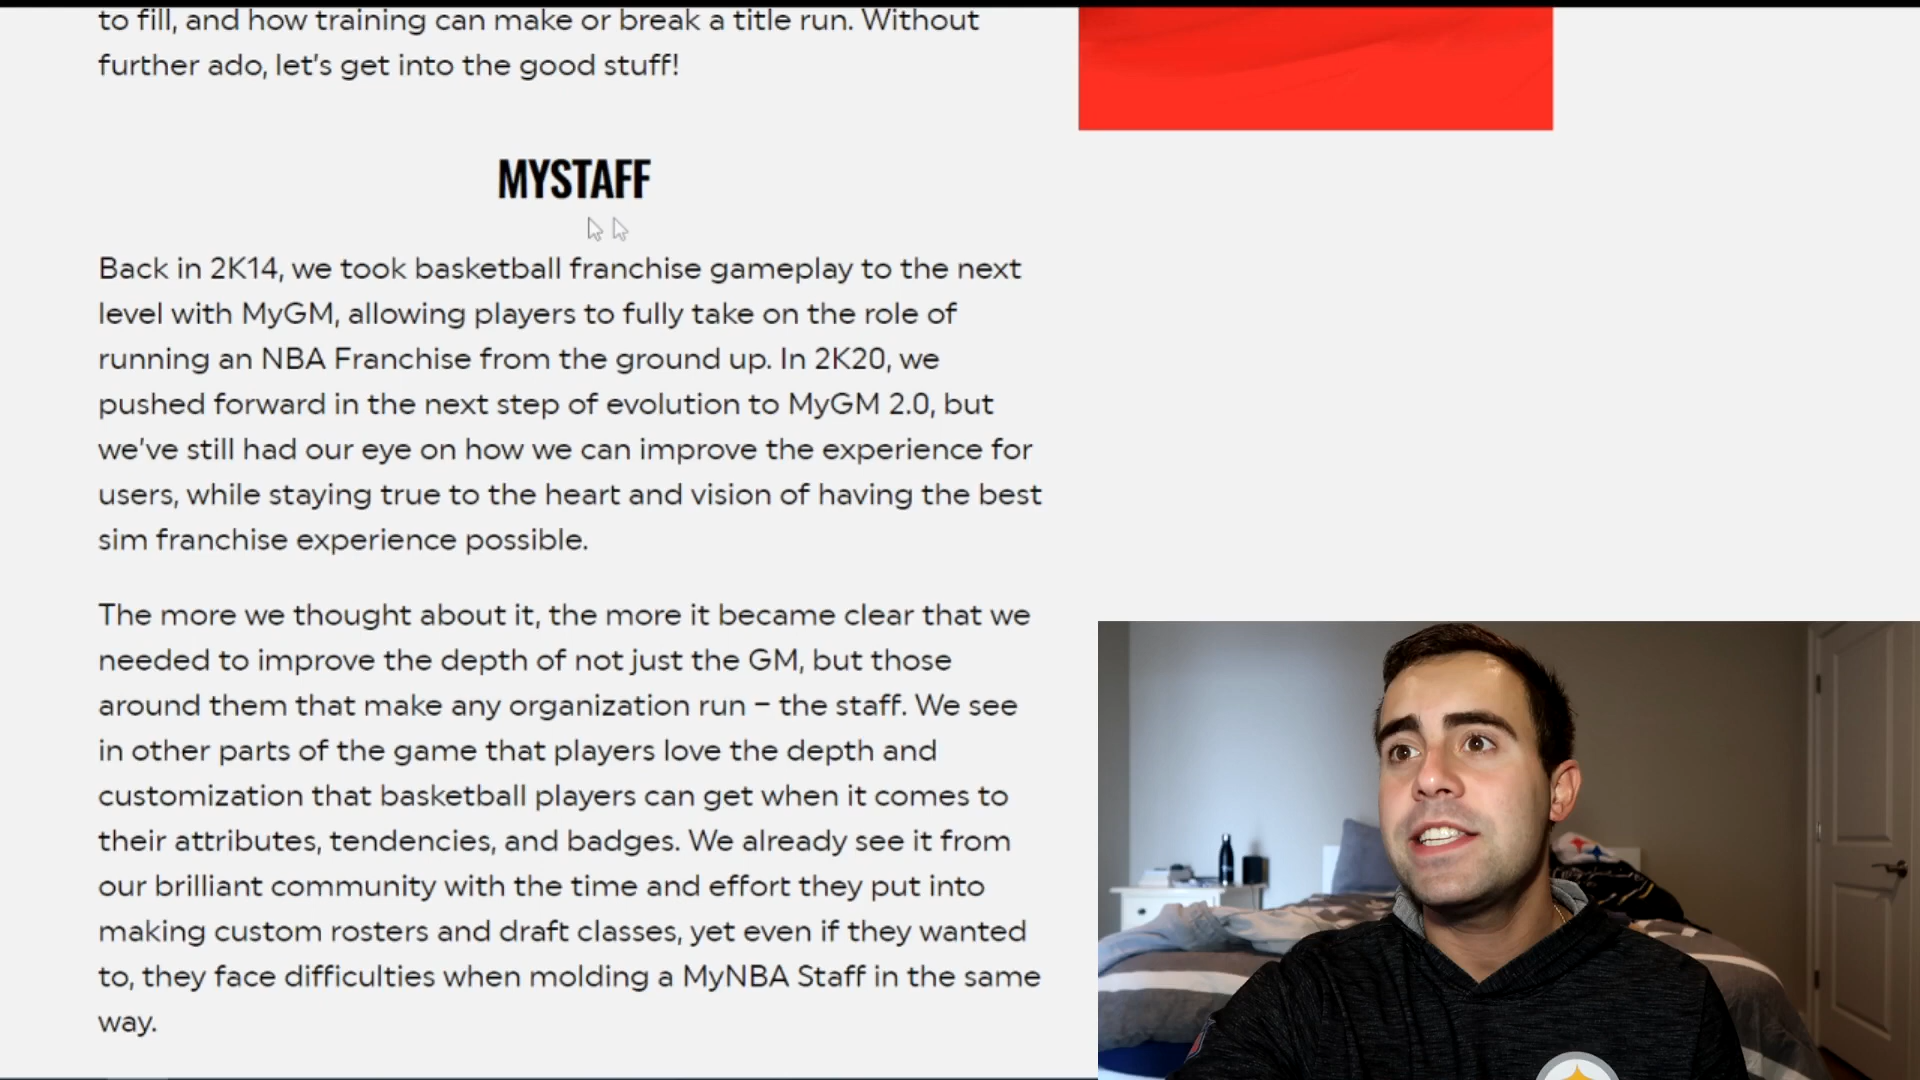 to fill, and how training can make or break a title run. Without
further ado, let's get into the good stuff!
MYSTAFF
Back in 2K14, we took basketball franchise gameplay to the next
level with MyGM, allowing players to fully take on the role of
running an NBA Franchise from the ground up. In 2K20, we
pushed forward in the next step of evolution to MyGM 2.0, but
we've still had our eye on how we can improve the experience for
users, while staying true to the heart and vision of having the best
sim franchise experience possible.
The more we thought about it, the more it became clear that we
needed to improve the depth of not just the GM, but those
around them that make any organization run – the staff. We see
in other parts of the game that players love the depth and
customization that basketball players can get when it comes to
their attributes, tendencies, and badges. We already see it from
our brilliant community with the time and effort they put into
making custom rosters and draft classes, yet even if they wanted
to, they face difficulties when molding a MyNBA Staff in the same
way.